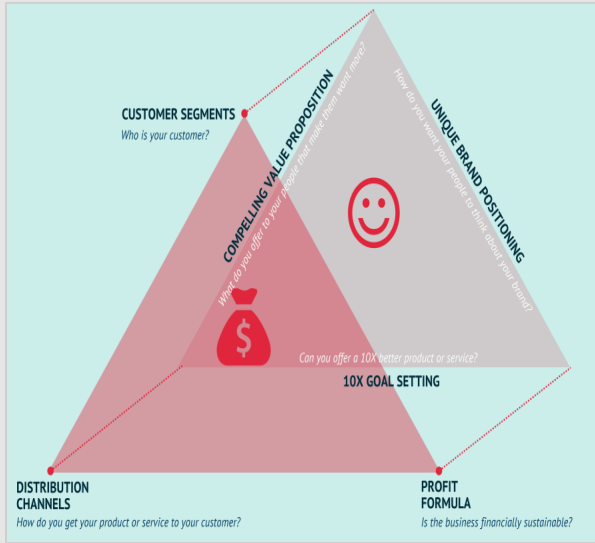 CUSTOMER SEGMENTS
Who is your customer?
COMPELLING VALUE PROPOSITION
What do you offer to your people that make them want more?
UNIQUE BRAND POSITIONING
How do you want your people to think about your brand?
$
Can you offer a 10X better product or service?
10X GOAL SETTING
DISTRIBUTION
CHANNELS
How do you get your product or service to your customer?
PROFIT
FORMULA
Is the business financially sustainable?